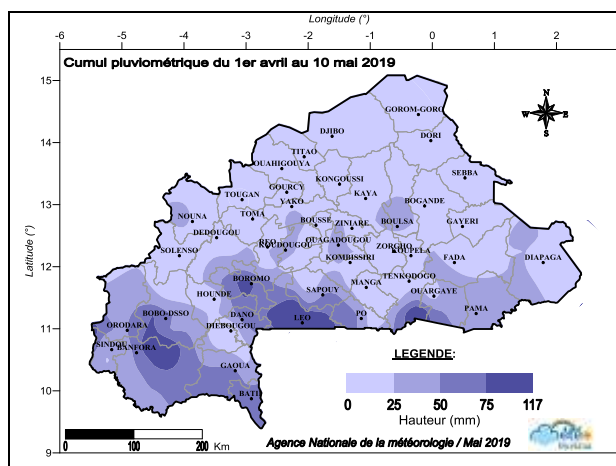 Longitude (°)
-6 -5 -4 -3 -2 -1 0 1 2
Cumul pluviométrique du 1er avril au 10 mai 2019
15
14
13
12
11
10
9
Latitude (°)
N
W E
S
GOROM-GORO
DJIBO
DORI
TITAO
OUAHIGOUYA
SEBBA
KONGOUSSI
GOURCY
TOUGAN
KAYA
YAKO
BOGANDE
TOMA
NOUNA
BOUSSE
ZINIARE
BOULSA
GAYERI
DEDOUGOU
REO
KOUDOUGOU
OUAGADOUGOU
ZORGHO
KOUPELA
SOLENSO
KOMBISSIRI
FADA
DIAPAGA
BOROMO
TENKODOGO
MANGA
HOUNDE
SAPOUY
OUARGAYE
BOBO-DSSO
DANO
LEO
PO
PAMA
ORODARA
DIEBOUGOU
SINDOU
BANFORA
GAOUA
BATIE
LEGENDE:
0 25 50 75 117
Hauteur (mm)
0 100 200 Km
Agence Nationale de la météorologie / Mai 2019